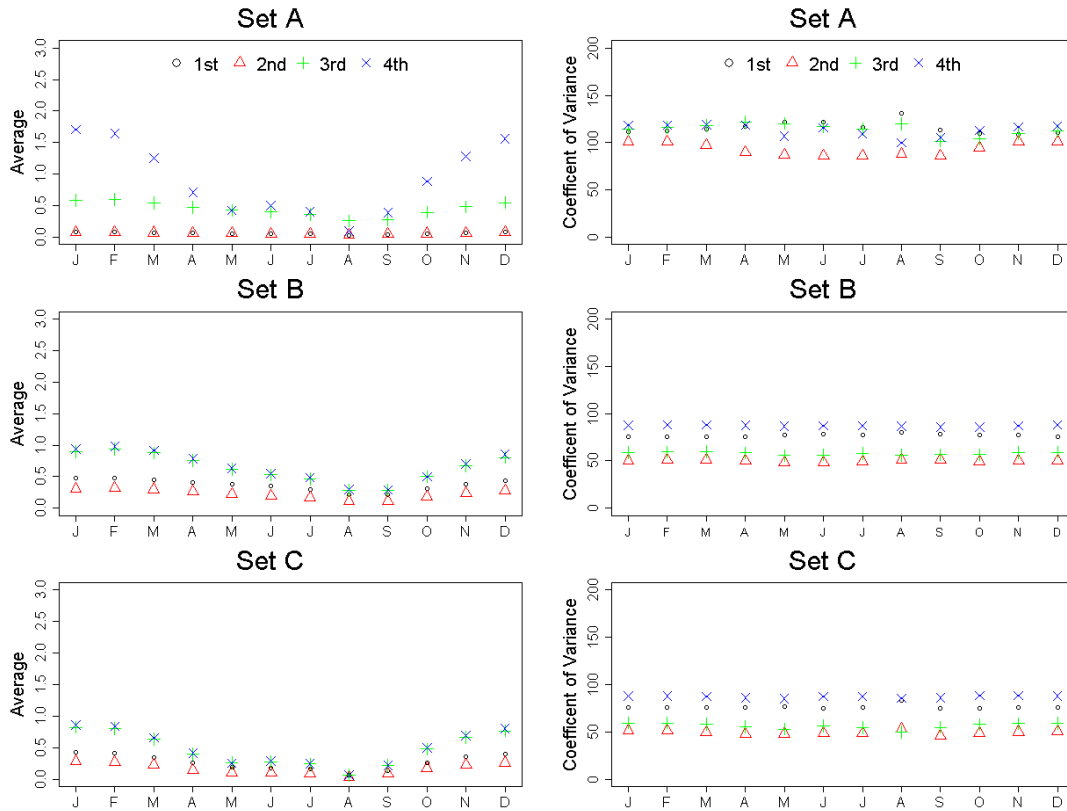 Set A
Average
0.0 0.5 1.0 1.5 2.0 2.5 3.0
1st 2nd 3rd 4th
J F M A M J J A S O N D
Set A
Coefficent of Variance
0 50 100 150 200
1st 2nd 3rd 4th
J F M A M J J A S O N D
Set B
Average
0.0 0.5 1.0 1.5 2.0 2.5 3.0
J F M A M J J A S O N D
Set B
Coefficent of Variance
0 50 100 150 200
J F M A M J J A S O N D
Set C
Average
0.0 0.5 1.0 1.5 2.0 2.5 3.0
J F M A M J J A S O N D
Set C
Coefficent of Variance
0 50 100 150 200
J F M A M J J A S O N D